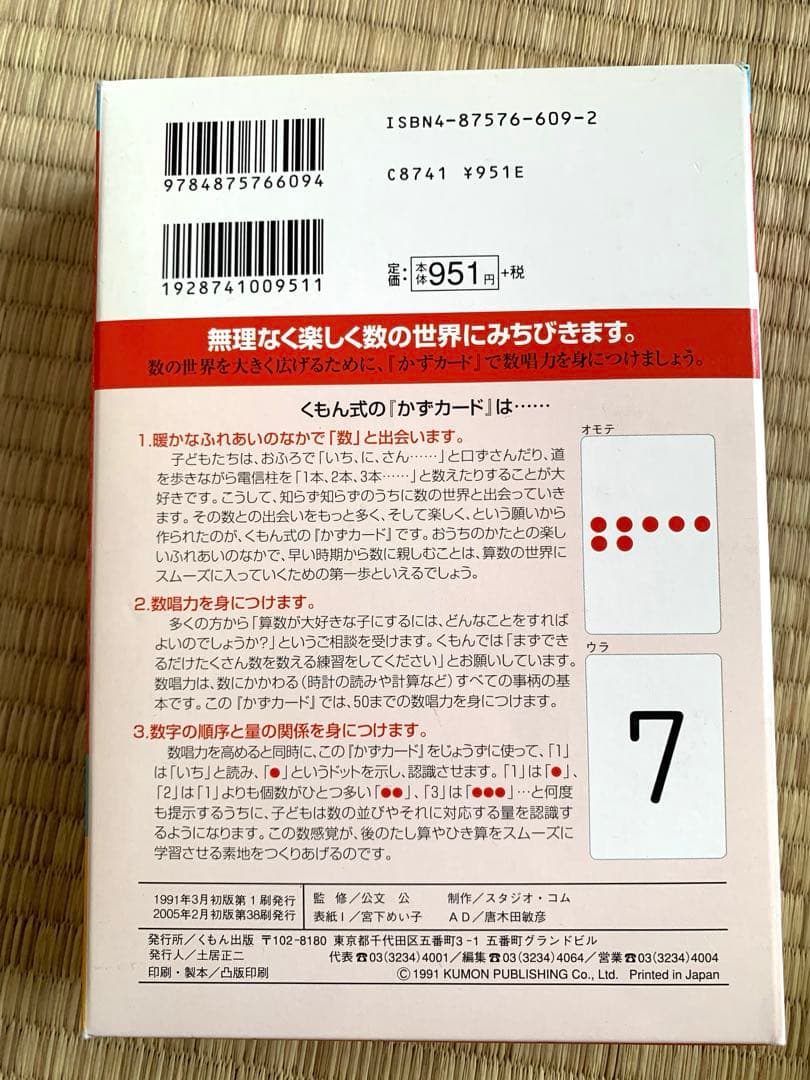 ISBN4-87576-609-2
9784875766094
C8741 ¥951E
1928741009511
定価：本体951円+税
無理なく楽しく数の世界にみちびきます。
数の世界を大きく広げるために、『かずカード』で数唱力を身につけましょう。
くもん式の『かずカード』は……
1.暖かなふれあいのなかで「数」と出会います。
子どもたちは、おふろで「いち、に、さん……」と口ずさんだり、道
を歩きながら電信柱を「1本、2本、3本……」と数えたりすることが大
好きです。こうして、知らず知らずのうちに数の世界と出会っていき
ます。その数との出会いをもっと多く、そして楽しく、という願いから
作られたのが、くもん式の『かずカード』です。おうちのかたとの楽
しいふれあいのなかで、早い時期から数に親しむことは、算数の世界に
スムーズに入っていくための第一歩といえるでしょう。
2.数唱力を身につけます。
多くの方から「算数が大好きな子にするには、どんなことをすれば
よいのでしょうか?」というご相談を受けます。くもんでは「まずでき
るだけたくさん数を数える練習をしてください」とお願いしています。
数唱力は、数にかかわる(時計の読みや計算など)すべての事柄の基
本です。この『かずカード』では、50までの数唱力を身につけます。
3.数字の順序と量の関係を身につけます。
数唱力を高めると同時に、この『かずカード』をじょうずに使って、「1」
は「いち」と読み、「●」というドットを示し、認識させます。「1」は「●」、
「2」は「1」よりも個数がひとつ多い「●●」、「3」は「●●●」…と何度
も提示するうちに、子どもは数の並びやそれに対応する量を認識す
るようになります。この数感覚が、後のたし算やひき算をスムーズに
学習させる素地をつくりあげるのです。
オモテ
ウラ
7
1991年3月初版第1刷発行
2005年2月初版第38刷発行
監 修／公文 公 制作／スタジオ・コム
表紙I／宮下めい子 AD／唐木田敏彦
発行所／くもん出版 〒102-8180 東京都千代田区五番町3-1 五番町グランドビル
発行人／土居正二 代表☎03(3234)4001／編集☎03(3234)4064／営業☎03(3234)4004
印刷・製本／凸版印刷 ©1991 KUMON PUBLISHING Co., Ltd. Printed in Japan